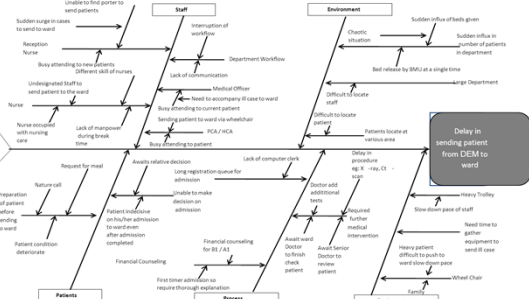 Unable to find porter to
send patients
Staff
Environment
Sudden surge in cases
to send to ward
Interruption of
workflow
Sudden influx of beds given
Chaotic
situation
Sudden influx in
number of patients
in department
Reception
Nurse
Department Workflow
Busy attending to new patients
Different skill of nurses
Lack of communication
Bed release by BMU at a single time
Undesignated Staff to
send patient to the ward
Medical Officer
Large Department
Need to accompany ill case to ward
Difficult to locate
staff
Nurse
Busy attending to current patient
Sending patient to ward via wheelchair
Difficult to locate
patient
Nurse occupied
with nursing
care
Lack of manpower
during break
time
PCA / HCA
Patients locate at
various area
Busy attending to patient
Delay in
sending patient
from DEM to
ward
Request for meal
Awaits relative decision
Lack of computer clerk
Delay in
procedure
eg: X -ray, Ct -
scan
Long registration queue for
admission
Nature call
Doctor add
addititional
tests
Heavy Trolley
Preparation
of patient
before
ending
to ward
Unable to make
decision on
admission
Slow down pace of staff
Patient indecisive
on his/her admission
to ward even
after admission
completed
Required
further
medical
intervention
Need time to
gather
equipment to
send ill case
Patient condition
deteriorate
Financial counseling
for B1 / A1
Await ward
Doctor
to finish
check
patient
Await Senior
Doctor to
review
patient
Heavy patient
difficult to push to
ward slow down pace
Financial Counseling
Wheel Chair
First timer admission so
require thorough explanation
Family
Patients
Process